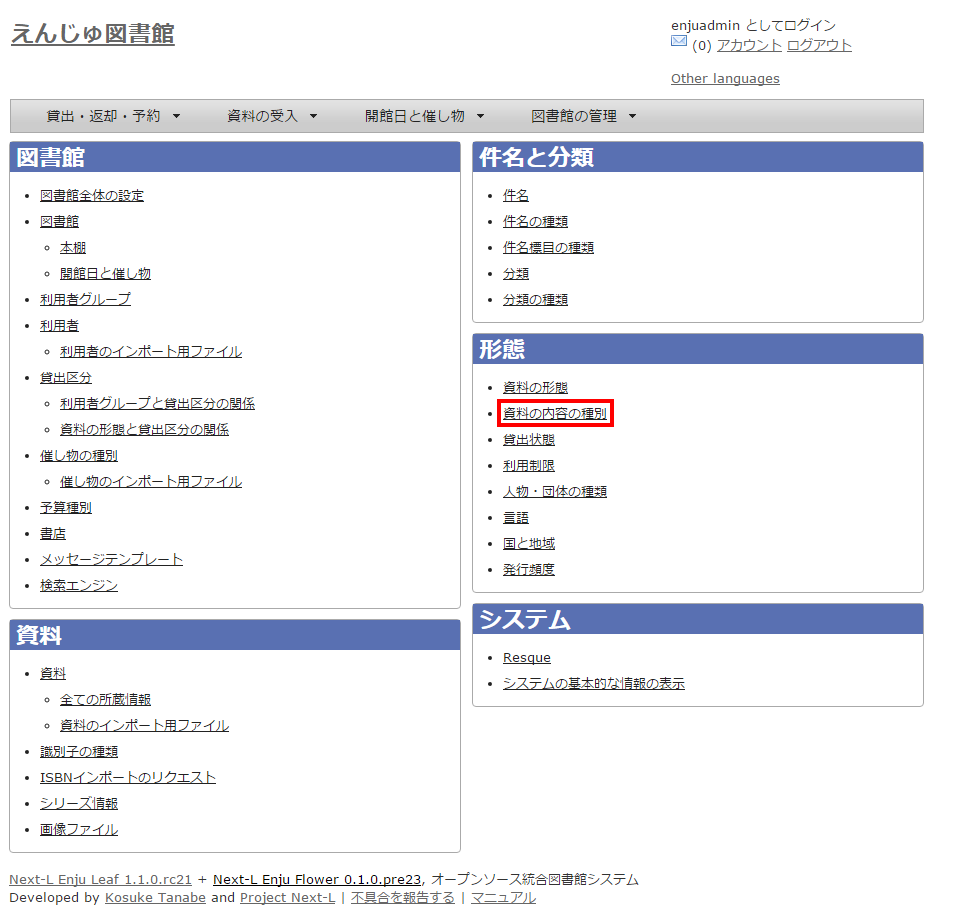 えんじゅ図書館
enjuadmin としてログイン
(0) アカウント ログアウト
Other languages
貸出・返却・予約 資料の受入 開館日と催し物 図書館の管理
図書館
図書館全体の設定
図書館
本棚
開館日と催し物
利用者グループ
利用者
利用者のインポート用ファイル
貸出区分
利用者グループと貸出区分の関係
資料の形態と貸出区分の関係
催し物の種別
催し物のインポート用ファイル
予算種別
書店
メッセージテンプレート
検索エンジン
資料
資料
全ての所蔵情報
資料のインポート用ファイル
識別子の種類
ISBNインポートのリクエスト
シリーズ情報
画像ファイル
件名と分類
件名
件名の種類
件名標目の種類
分類
分類の種類
形態
資料の形態
資料の内容の種別
貸出状態
利用制限
人物・団体の種類
言語
国と地域
発行頻度
システム
Resque
システムの基本的な情報の表示
Next-L Enju Leaf 1.1.0.rc21 + Next-L Enju Flower 0.1.0.pre23, オープンソース統合図書館システム
Developed by Kosuke Tanabe and Project Next-L | 不具合を報告する | マニュアル